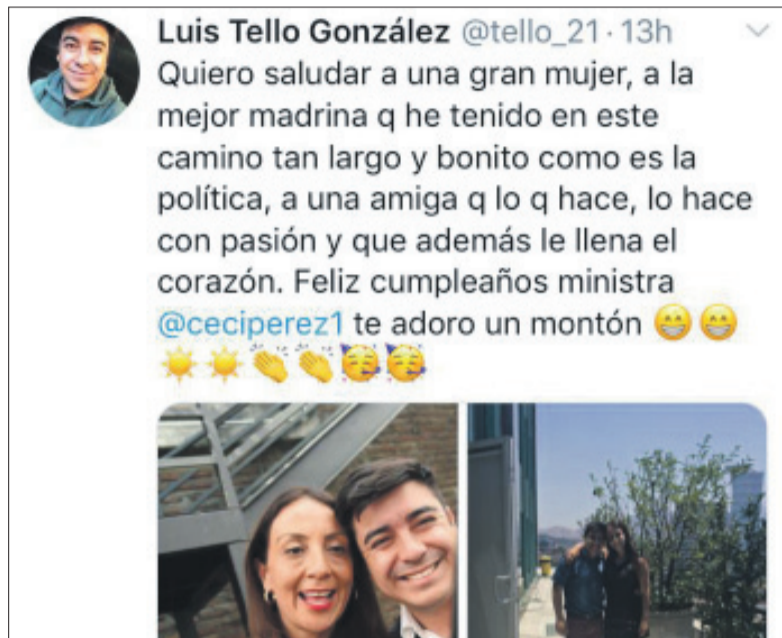 Luis Tello González @tello_21 · 13h
Quiero saludar a una gran mujer, a la
mejor madrina q he tenido en este
camino tan largo y bonito como es la
política, a una amiga q lo q hace, lo hace
con pasión y que además le llena el
corazón. Feliz cumpleaños ministra
@ceciperez1 te adoro un montón 😁😁
☀️☀️👏👏🥳🥳